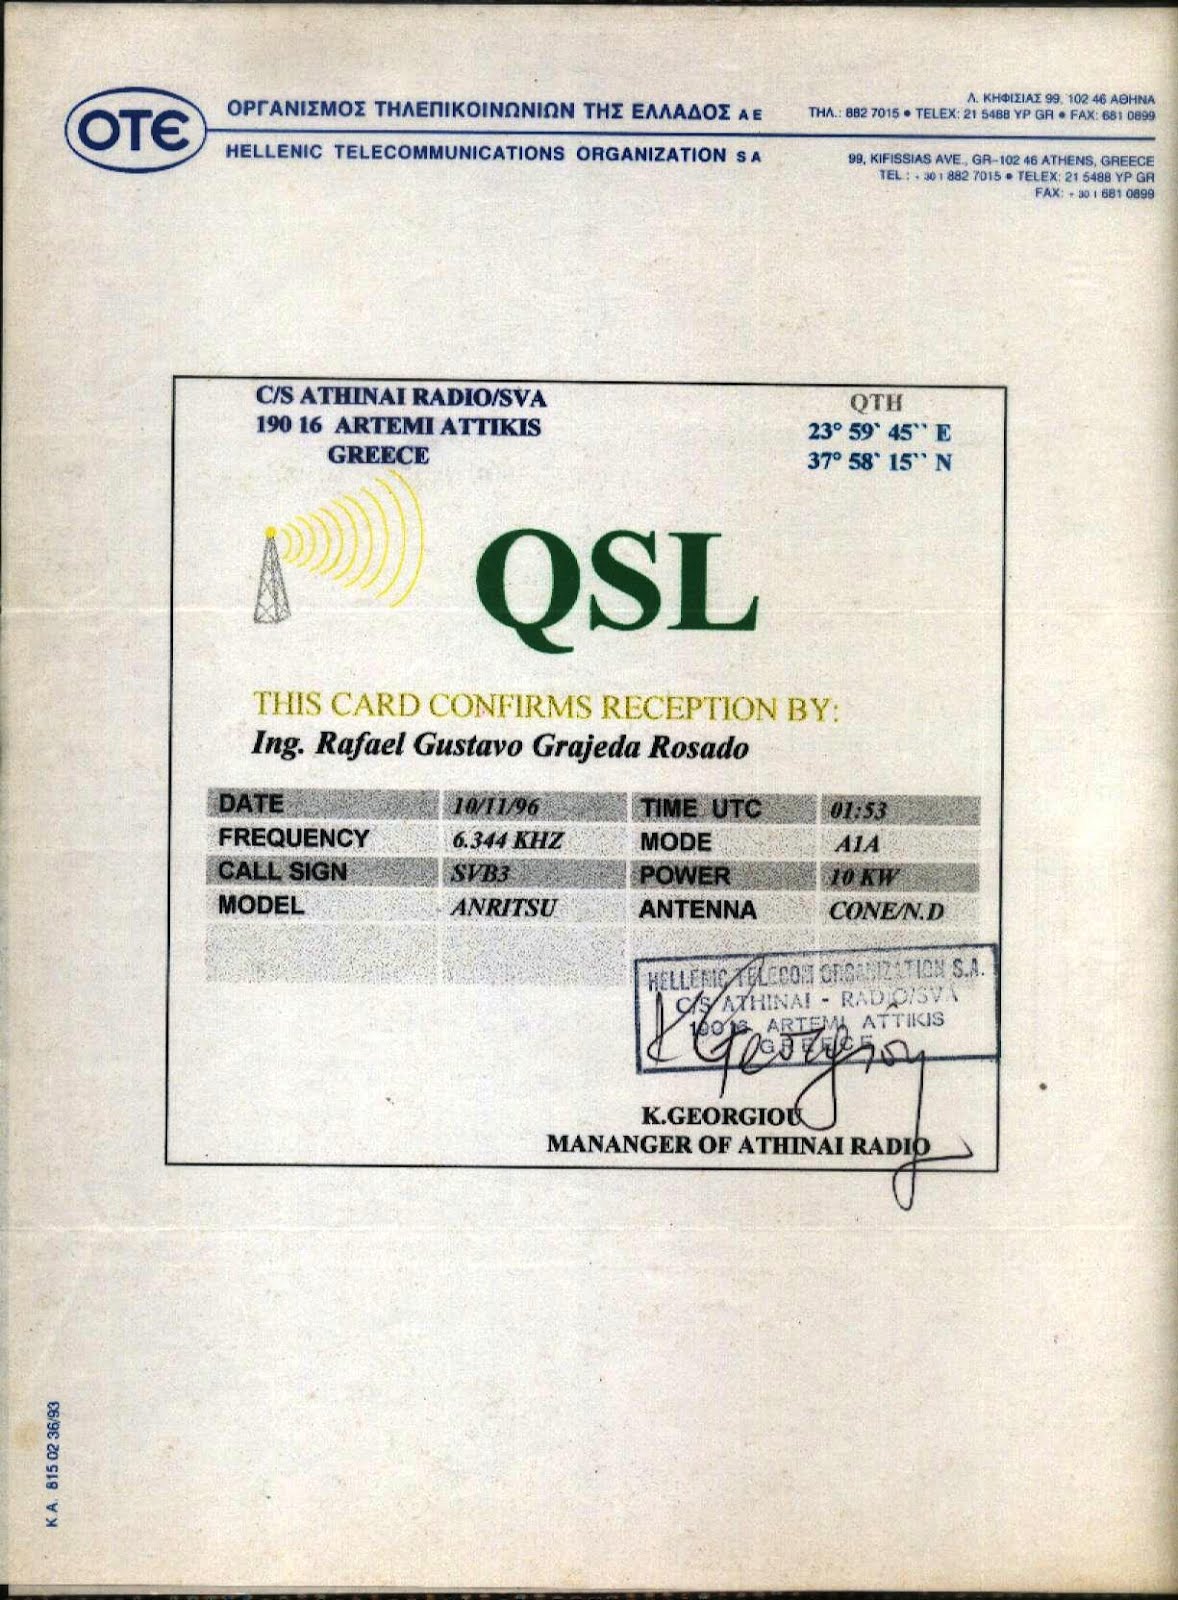 OTE
ΟΡΓΑΝΙΣΜΟΣ ΤΗΛΕΠΙΚΟΙΝΩΝΙΩΝ ΤΗΣ ΕΛΛΑΔΟΣ Α Ε
HELLENIC TELECOMMUNICATIONS ORGANIZATION S A
Λ. ΚΗΦΙΣΙΑΣ 99, 102 46 ΑΘΗΝΑ
ΤΗΛ.: 882 7015 • TELEX: 21 5488 YP GR • FAX: 681 0899
99, KIFISSIAS AVE., GR-102 46 ATHENS, GREECE
TEL : + 30 1 882 7015 • TELEX: 21 5488 YP GR
FAX: + 30 1 681 0899
C/S ATHINAI RADIO/SVA
190 16 ARTEMI ATTIKIS
GREECE
QTH
23° 59` 45`` E
37° 58` 15`` N
QSL
THIS CARD CONFIRMS RECEPTION BY:
Ing. Rafael Gustavo Grajeda Rosado
DATE 10/11/96 TIME UTC 01:53
FREQUENCY 6.344 KHZ MODE A1A
CALL SIGN SVB3 POWER 10 KW
MODEL ANRITSU ANTENNA CONE/N.D
HELLENIC TELECOM ORGANIZATION S.A.
C/S ATHINAI - RADIO/SVA
190 16 ARTEMI ATTIKIS
GREECE
K Georgiou
K.GEORGIOU
MANANGER OF ATHINAI RADIO
K A. 815 02 36/93